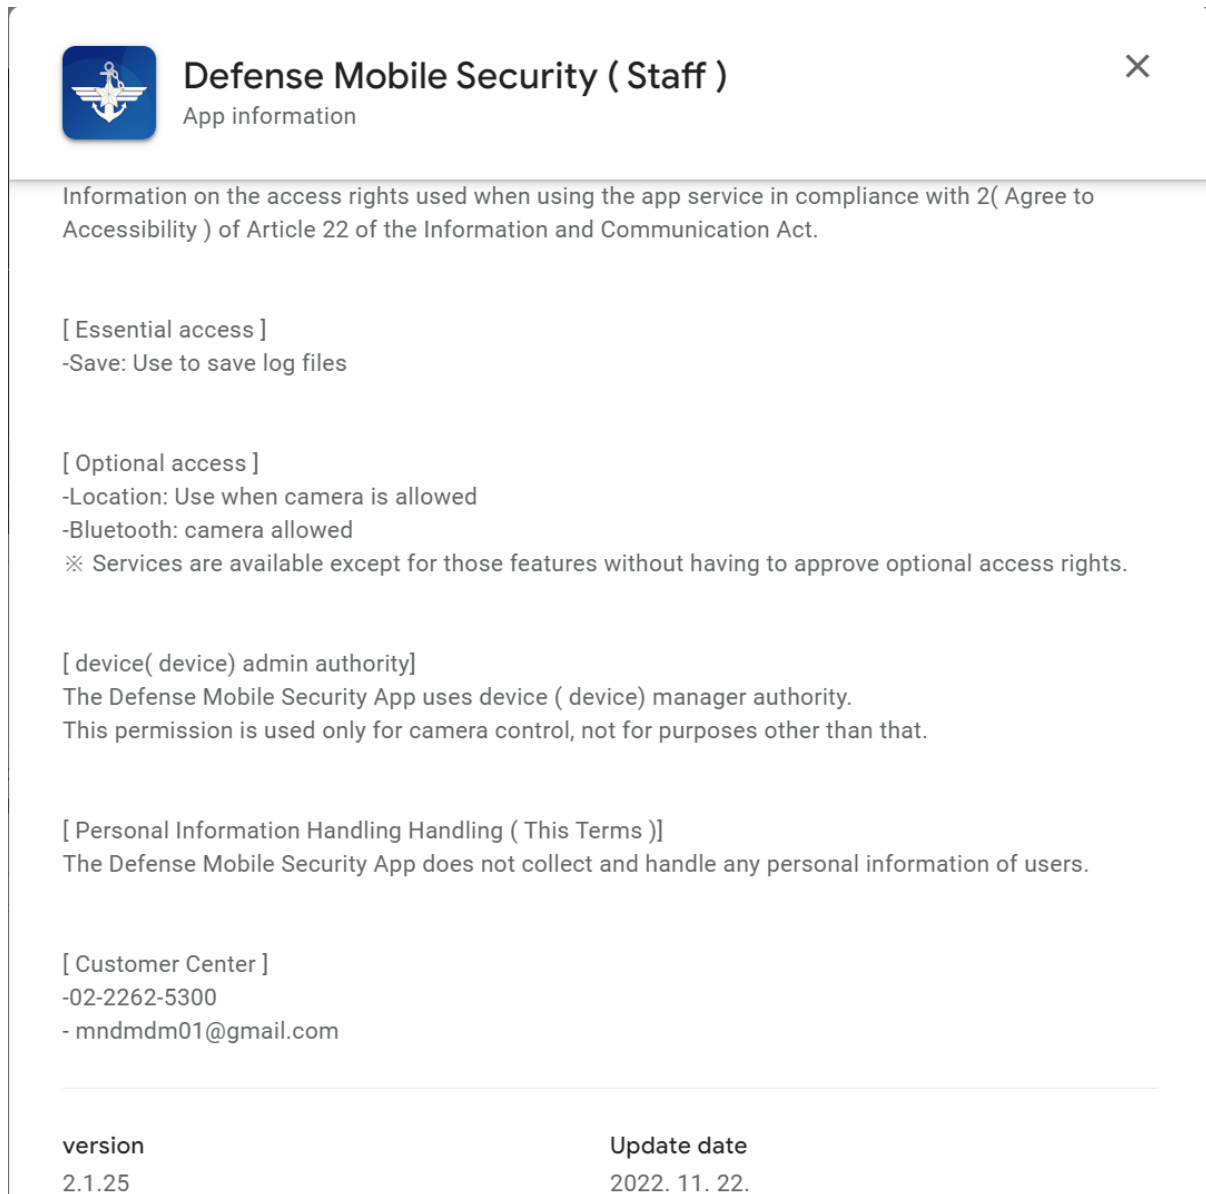 Defense Mobile Security ( Staff )
App information
Information on the access rights used when using the app service in compliance with 2( Agree to
Accessibility ) of Article 22 of the Information and Communication Act.
[ Essential access ]
-Save: Use to save log files
[ Optional access ]
-Location: Use when camera is allowed
-Bluetooth: camera allowed
※ Services are available except for those features without having to approve optional access rights.
[ device( device) admin authority]
The Defense Mobile Security App uses device ( device) manager authority.
This permission is used only for camera control, not for purposes other than that.
[ Personal Information Handling Handling ( This Terms )]
The Defense Mobile Security App does not collect and handle any personal information of users.
[ Customer Center ]
-02-2262-5300
- mndmdm01@gmail.com
version
Update date
2.1.25
2022. 11. 22.